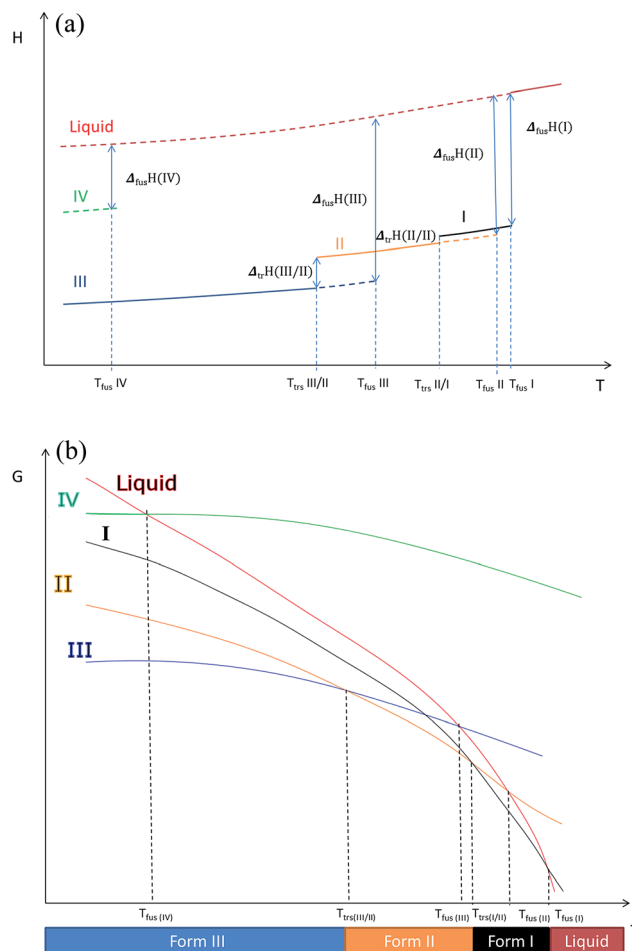 (a)
H
Liquid
IV
III
II
I
ΔfusH(IV)
ΔfusH(III)
ΔfusH(II)
ΔfusH(I)
ΔtrH(II/II)
ΔtrH(III/II)
Tfus IV
Ttrs III/II
Tfus III
Ttrs II/I
Tfus II
Tfus I
T
(b)
G
Liquid
IV
I
II
III
Tfus (IV)
Ttrs(III/II)
Tfus (III)
Ttrs(I/II)
Tfus (II)
Tfus (I)
Form III
Form II
Form I
Liquid